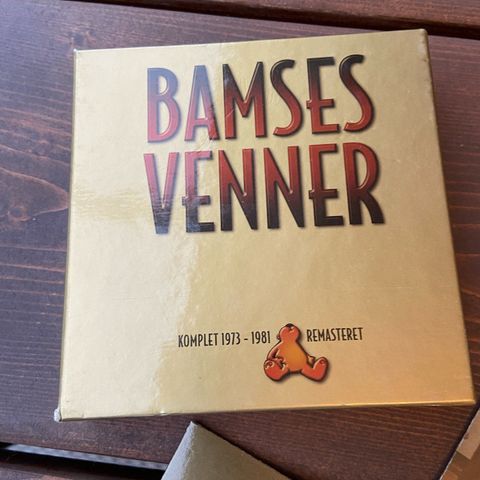 BAMSES
VENNER
KOMPLET 1973 - 1981 REMASTERET